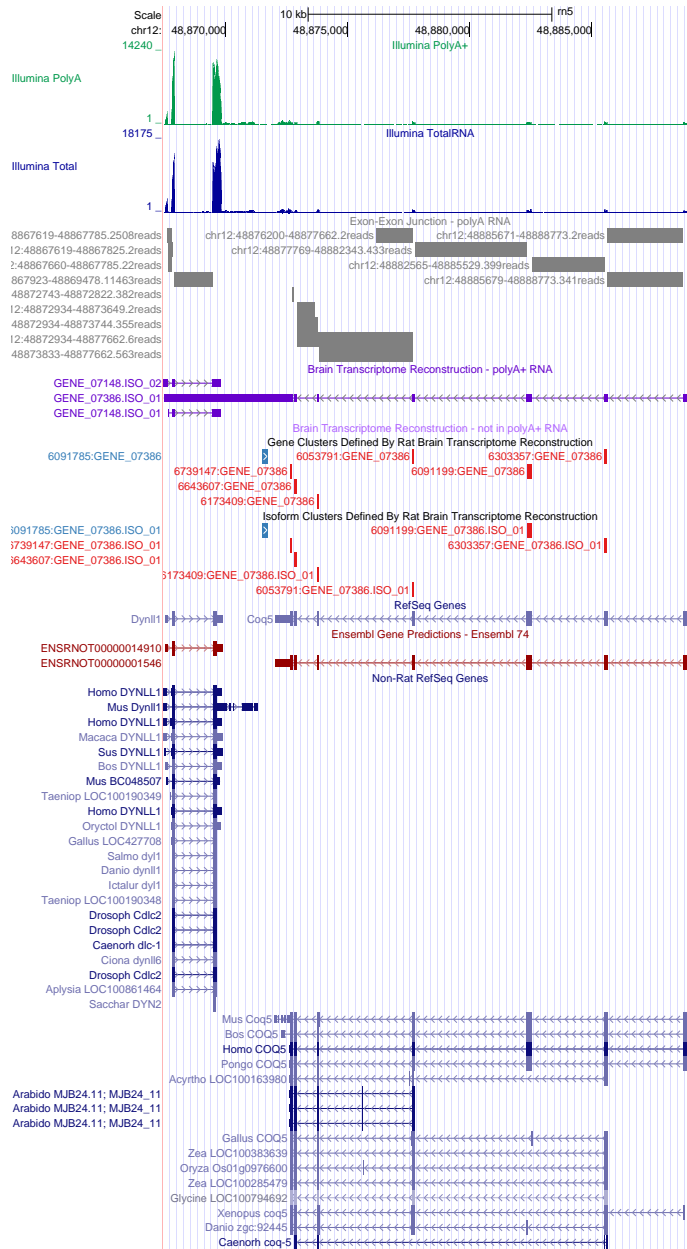 Scale 10 kb rn5
chr12: 48,870,000 48,875,000 48,880,000 48,885,000
14240 _ Illumina PolyA+
Illumina PolyA
1 _
18175 _ Illumina TotalRNA
Illumina Total
1 _
Exon-Exon Junction - polyA RNA
8867619-48867785.2508reads chr12:48876200-48877662.2reads chr12:48885671-48888773.2reads
12:48867619-48867825.2reads chr12:48877769-48882343.433reads
2:48867660-48867785.22reads chr12:48882565-48885529.399reads
867923-48869478.11463reads chr12:48885679-48888773.341reads
48872743-48872822.382reads
12:48872934-48873649.2reads
48872934-48873744.355reads
12:48872934-48877662.6reads
48873833-48877662.563reads
Brain Transcriptome Reconstruction - polyA+ RNA
GENE_07148.ISO_02
GENE_07386.ISO_01
GENE_07148.ISO_01
Brain Transcriptome Reconstruction - not in polyA+ RNA
Gene Clusters Defined By Rat Brain Transcriptome Reconstruction
6091785:GENE_07386 6053791:GENE_07386 6303357:GENE_07386
6739147:GENE_07386 6091199:GENE_07386
6643607:GENE_07386
6173409:GENE_07386
Isoform Clusters Defined By Rat Brain Transcriptome Reconstruction
6091785:GENE_07386.ISO_01 6091199:GENE_07386.ISO_01
6739147:GENE_07386.ISO_01 6303357:GENE_07386.ISO_01
6643607:GENE_07386.ISO_01
6173409:GENE_07386.ISO_01
6053791:GENE_07386.ISO_01
RefSeq Genes
Dynll1 Coq5
Ensembl Gene Predictions - Ensembl 74
ENSRNOT00000014910
ENSRNOT00000001546
Non-Rat RefSeq Genes
Homo DYNLL1
Mus Dynll1
Homo DYNLL1
Macaca DYNLL1
Sus DYNLL1
Bos DYNLL1
Mus BC048507
Taeniop LOC100190349
Homo DYNLL1
Oryctol DYNLL1
Gallus LOC427708
Salmo dyl1
Danio dynll1
Ictalur dyl1
Taeniop LOC100190348
Drosoph Cdlc2
Drosoph Cdlc2
Caenorh dlc-1
Ciona dynll6
Drosoph Cdlc2
Aplysia LOC100861464
Sacchar DYN2
Mus Coq5
Bos COQ5
Homo COQ5
Pongo COQ5
Acyrtho LOC100163980
Arabido MJB24.11; MJB24_11
Arabido MJB24.11; MJB24_11
Arabido MJB24.11; MJB24_11
Gallus COQ5
Zea LOC100383639
Oryza Os01g0976600
Zea LOC100285479
Glycine LOC100794692
Xenopus coq5
Danio zgc:92445
Caenorh coq-5